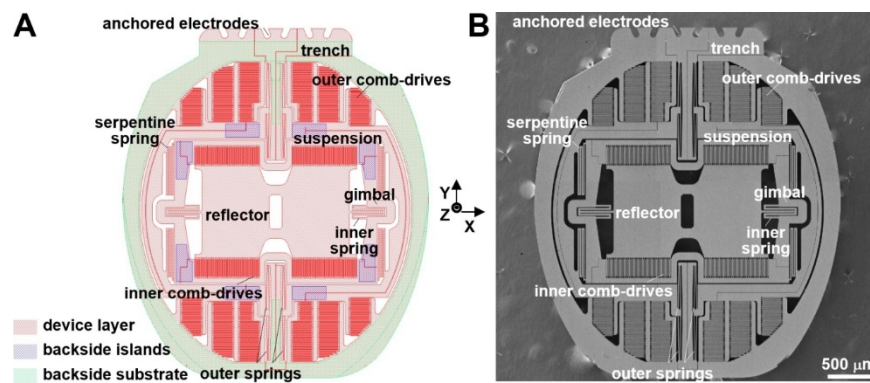 A
anchored electrodes
trench
outer comb-drives
serpentine
spring
suspension
gimbal
reflector
inner
spring
inner comb-drives
device layer
backside islands
backside substrate
outer springs
Y
Z
X
B
anchored electrodes
trench
outer comb-drives
serpentine
spring
suspension
gimbal
reflector
inner
spring
inner comb-drives
outer springs
500 μm